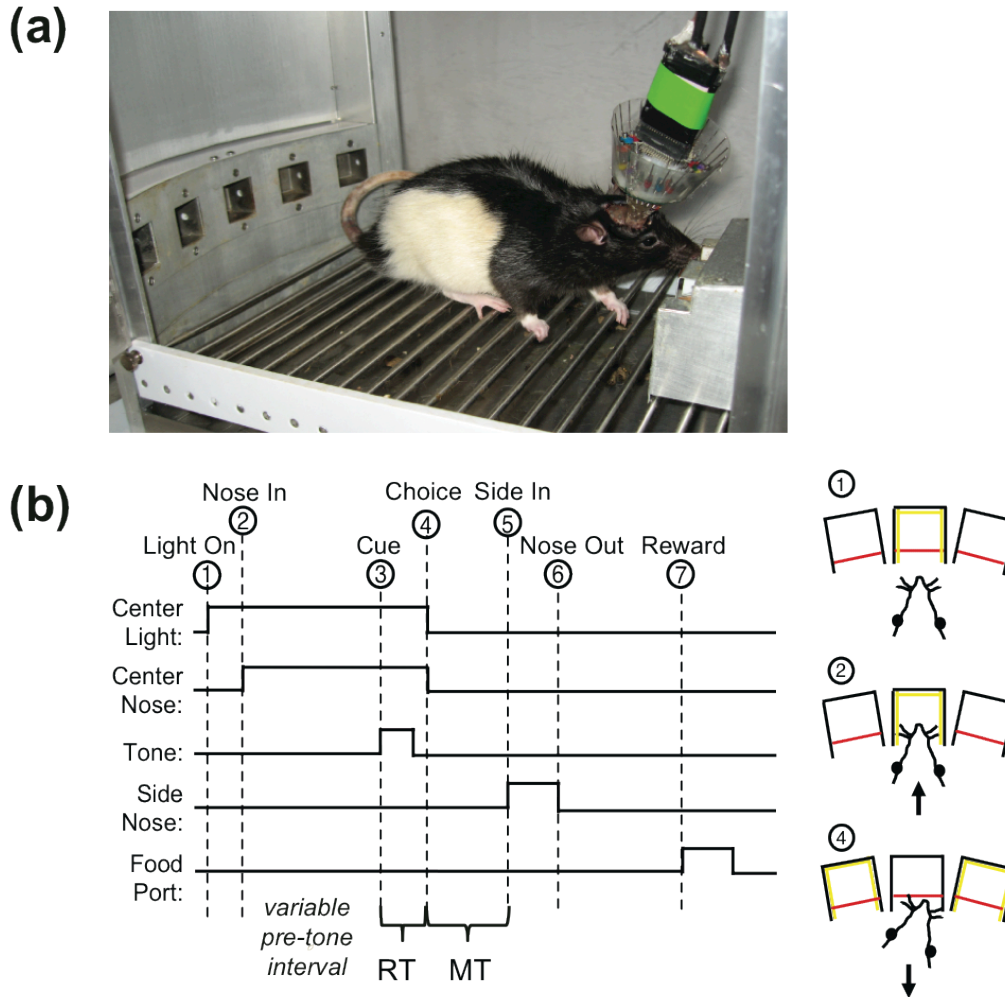 (a)
(b)
Nose In
Choice Side In
②
④ ⑤
Light On
Cue
Nose Out
Reward
①
③
⑥
⑦
Center
Light:
Center
Nose:
Tone:
Side
Nose:
Food
Port:
variable
pre-tone
interval
RT
MT
①
②
④